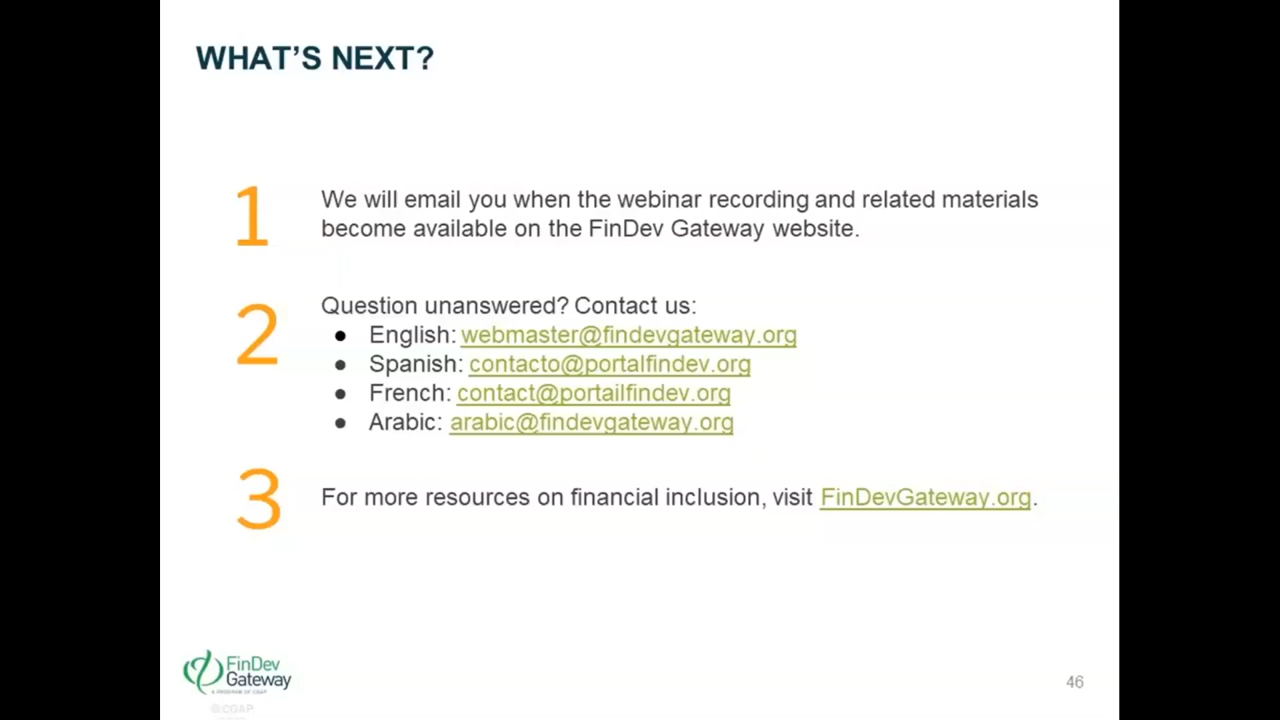 WHAT'S NEXT?
1
We will email you when the webinar recording and related materials
become available on the FinDev Gateway website.
2
Question unanswered? Contact us:
● English: webmaster@findevgateway.org
● Spanish: contacto@portalfindev.org
● French: contact@portailfindev.org
● Arabic: arabic@findevgateway.org
3
For more resources on financial inclusion, visit FinDevGateway.org.
FinDev
Gateway
A PROGRAM OF CGAP
©CGAP
46